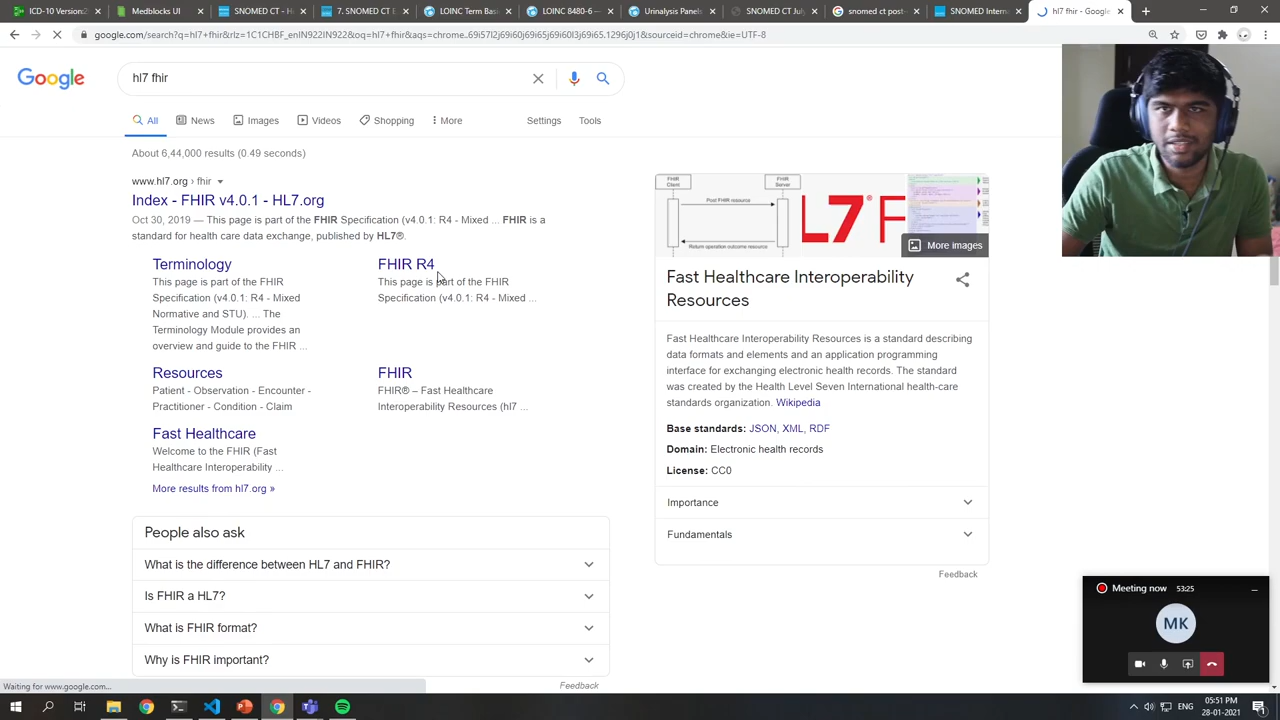 ICD-10 Version:2
Medblocks UI
SNOMED CT - H
SNOMED CT - L
LOINC Term Bas
LOINC 8480-6 S
Urinalysis Panel
SNOMED CT Pro
snomed ct post
SNOMED Intern
hl7 fhir - Google
google.com/search?q=hl7+fhir&rlz=1C1CHBF_enIN922IN922&oq=hl7+fhir&aqs=chrome..69i57l2j69i60j69i65j69i60l3j69i65.1296j0j1&sourceid=chrome&ie=UTF-8
Google
hl7 fhir
All
News
Images
Videos
Shopping
More
Settings
Tools
About 6,44,000 results (0.49 seconds)
www.hl7.org › fhir
Index - FHIR v4.0.1 - HL7.org
Oct 30, 2019 — This page is part of the FHIR Specification (v4.0.1: R4 - Mixed ... FHIR is a
standard for health care data exchange, published by HL7®.
Terminology
This page is part of the FHIR
Specification (v4.0.1: R4 - Mixed
Normative and STU). ... The
Terminology Module provides an
overview and guide to the FHIR ...
FHIR R4
This page is part of the FHIR
Specification (v4.0.1: R4 - Mixed ...
Resources
Patient - Observation - Encounter -
Practitioner - Condition - Claim
FHIR
FHIR® – Fast Healthcare
Interoperability Resources (hl7 ...
Fast Healthcare
Welcome to the FHIR (Fast
Healthcare Interoperability ...
More results from hl7.org »
People also ask
What is the difference between HL7 and FHIR?
Is FHIR a HL7?
What is FHIR format?
Why is FHIR important?
Feedback
FHIR
Client
FHIR
Server
Post FHIR resource
Return operation outcome resource
L7® F
More images
Fast Healthcare Interoperability
Resources
Fast Healthcare Interoperability Resources is a standard describing
data formats and elements and an application programming
interface for exchanging electronic health records. The standard
was created by the Health Level Seven International health-care
standards organization. Wikipedia
Base standards: JSON, XML, RDF
Domain: Electronic health records
License: CC0
Importance
Fundamentals
Feedback
Meeting now 53:25
MK
Waiting for www.google.com...
ENG
05:51 PM
28-01-2021